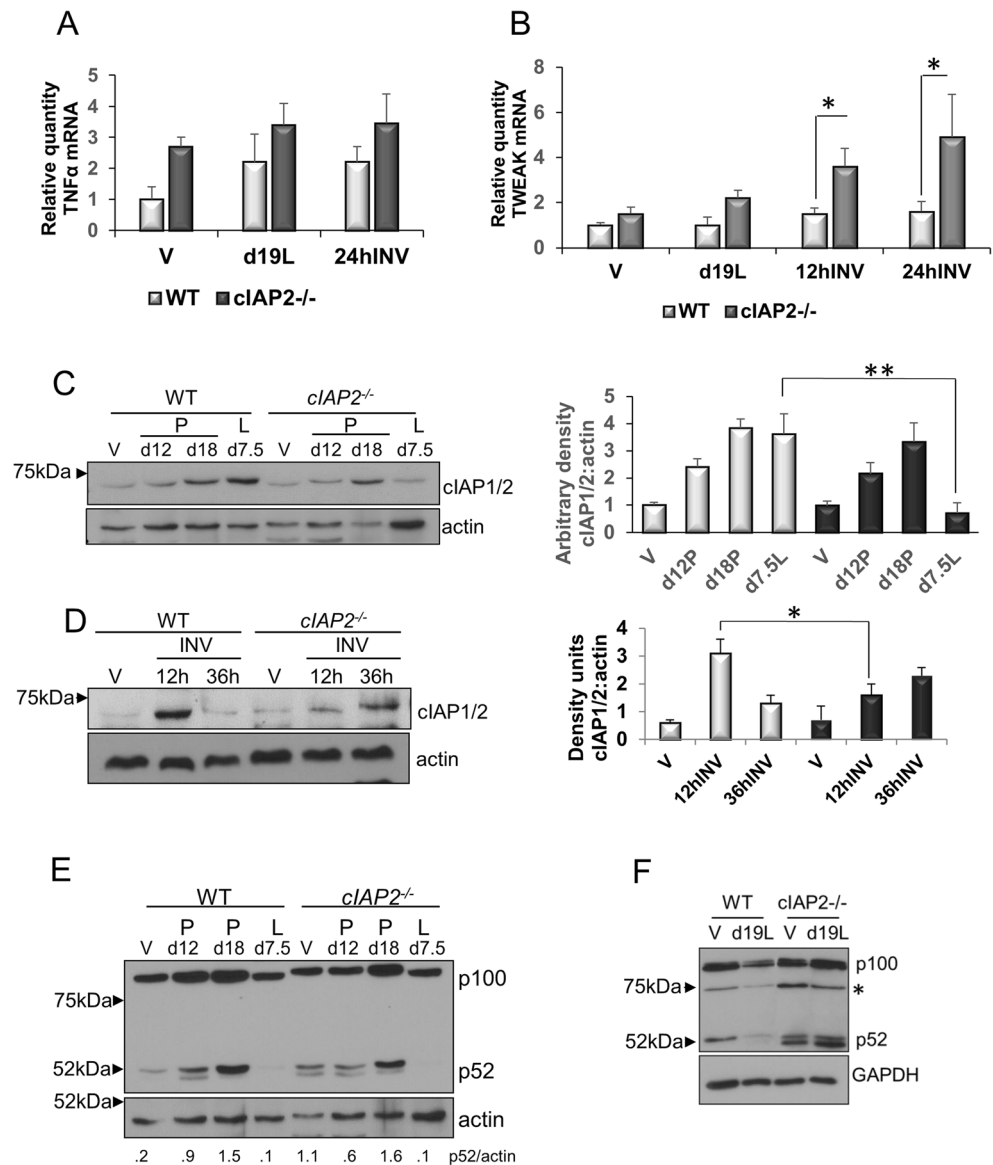 A
Relative quantity
TNFα mRNA
5
4
3
2
1
0
V d19L 24hINV
WT cIAP2-/-
B
Relative quantity
TWEAK mRNA
8
6
4
2
0
* *
V d19L 12hINV 24hINV
WT cIAP2-/-
C
WT cIAP2-/-
P L P L
V d12 d18 d7.5 V d12 d18 d7.5
75kDa
cIAP1/2
actin
Arbitrary density
cIAP1/2:actin
5
4
3
2
1
0
**
V d12P d18P d7.5L V d12P d18P d7.5L
D
WT cIAP2-/-
INV INV
V 12h 36h V 12h 36h
75kDa
cIAP1/2
actin
Density units
cIAP1/2:actin
4
3
2
1
0
*
V 12hINV 36hINV V 12hINV 36hINV
E
WT cIAP2-/-
P P L P P L
V d12 d18 d7.5 V d12 d18 d7.5
p100
75kDa
52kDa
p52
52kDa
actin
.2 .9 1.5 .1 1.1 .6 1.6 .1 p52/actin
F
WT cIAP2-/-
V d19L V d19L
p100
75kDa *
52kDa p52
GAPDH